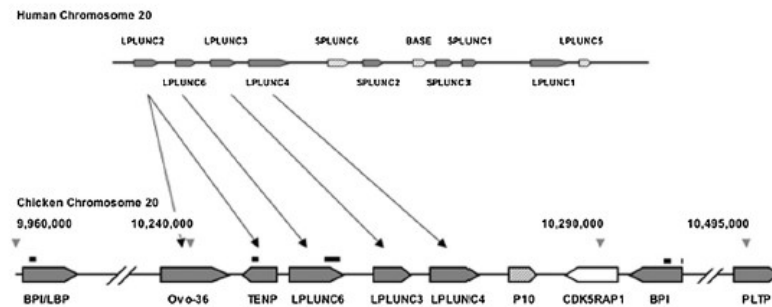 Human Chromosome 20
LPLUNC2 LPLUNC3 SPLUNC6 BASE SPLUNC1 LPLUNC5
LPLUNC6 LPLUNC4 SPLUNC2 SPLUNC3 LPLUNC1
Chicken Chromosome 20
9,960,000 10,240,000 10,290,000 10,495,000
BPI/LBP Ovo-36 TENP LPLUNC6 LPLUNC3 LPLUNC4 P10 CDK5RAP1 BPI PLTP